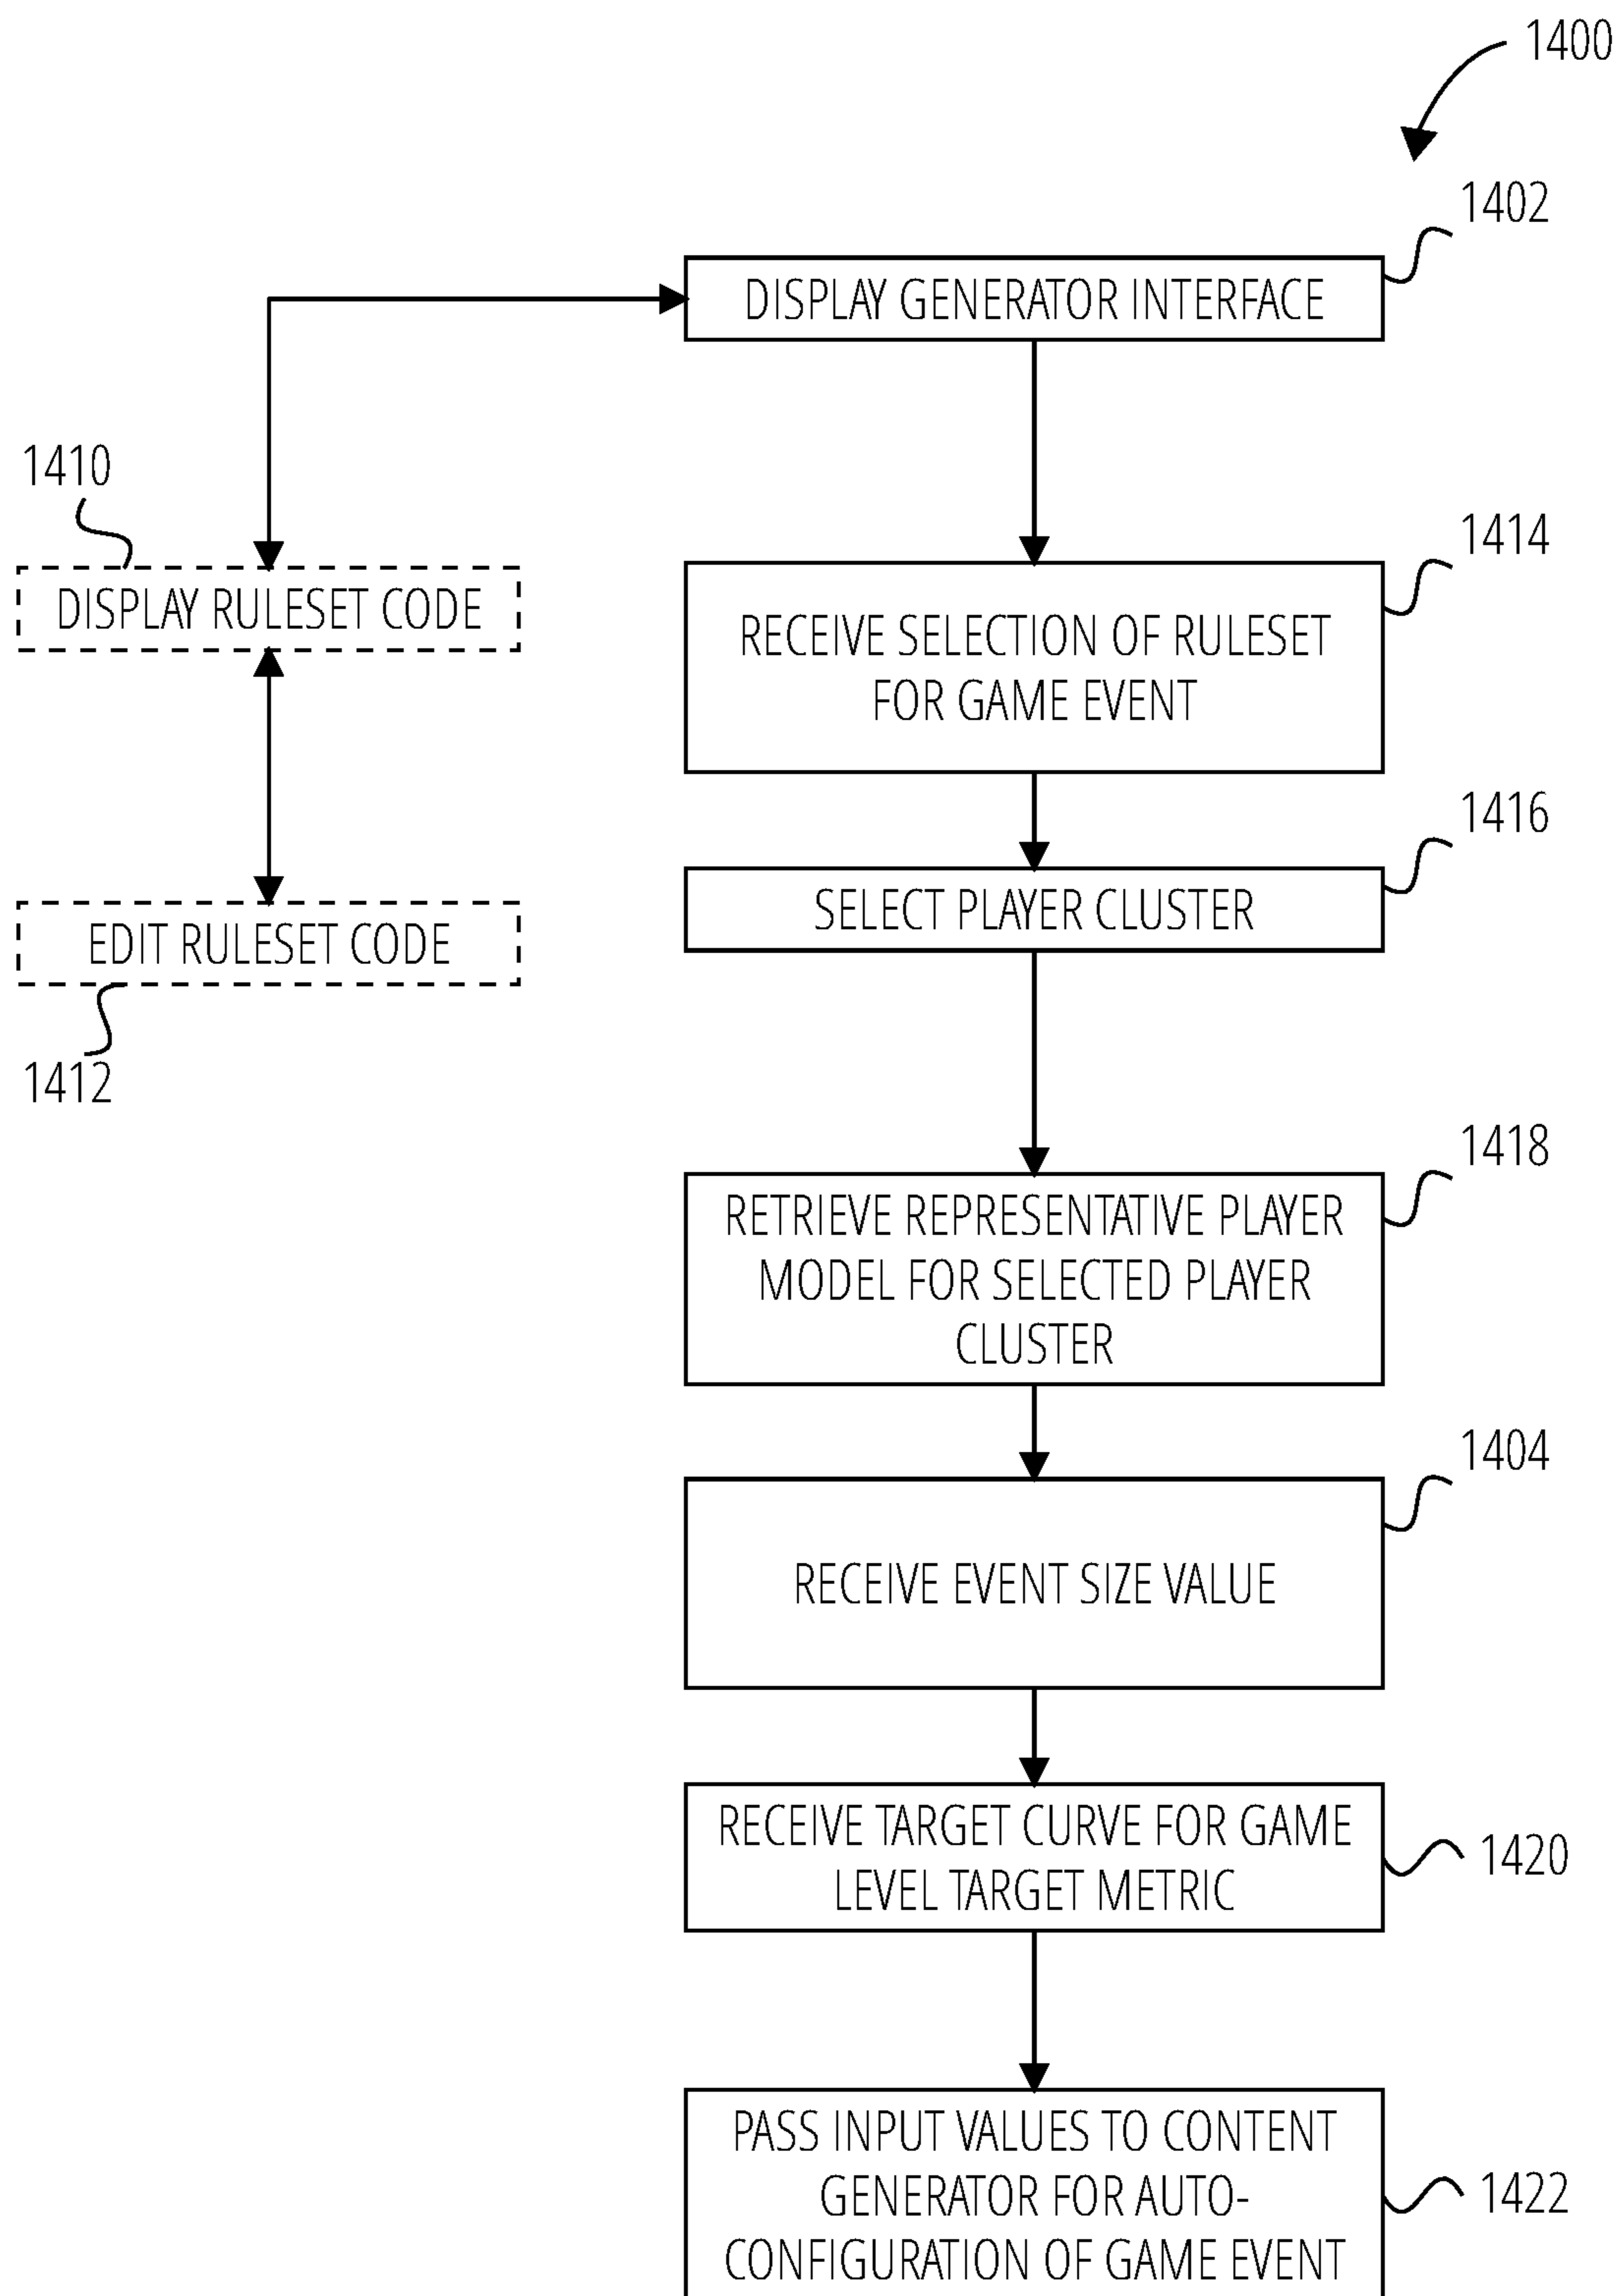 1400
1402
DISPLAY GENERATOR INTERFACE
1410
DISPLAY RULESET CODE
1414
RECEIVE SELECTION OF RULESET
FOR GAME EVENT
1416
SELECT PLAYER CLUSTER
EDIT RULESET CODE
1412
1418
RETRIEVE REPRESENTATIVE PLAYER
MODEL FOR SELECTED PLAYER
CLUSTER
1404
RECEIVE EVENT SIZE VALUE
RECEIVE TARGET CURVE FOR GAME
LEVEL TARGET METRIC
1420
PASS INPUT VALUES TO CONTENT
GENERATOR FOR AUTO-
CONFIGURATION OF GAME EVENT
1422